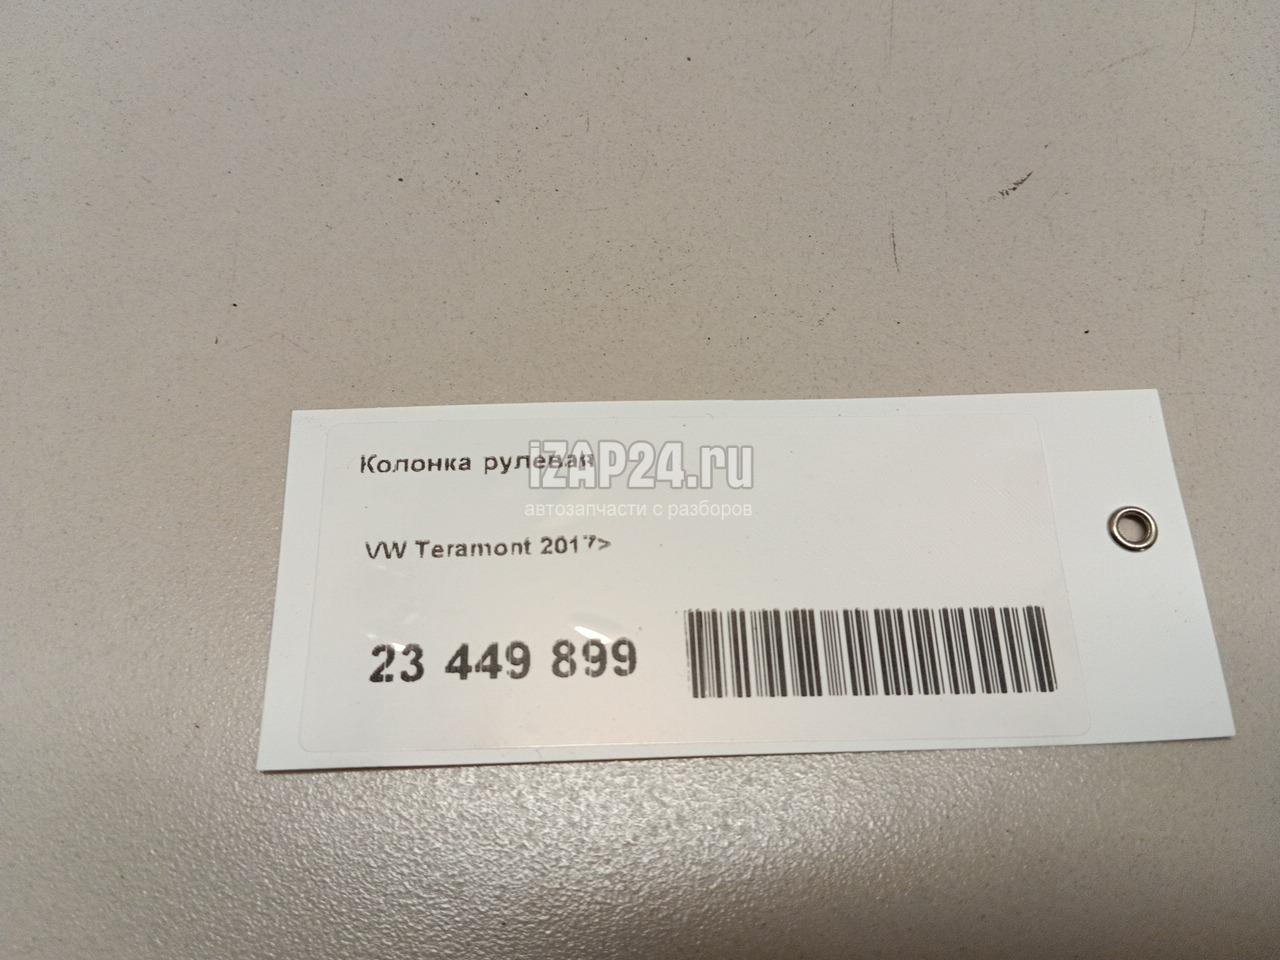 Колонка рулевая
iZAP24.ru
автозапчасти с разборов
VW Teramont 2017>
23 449 899